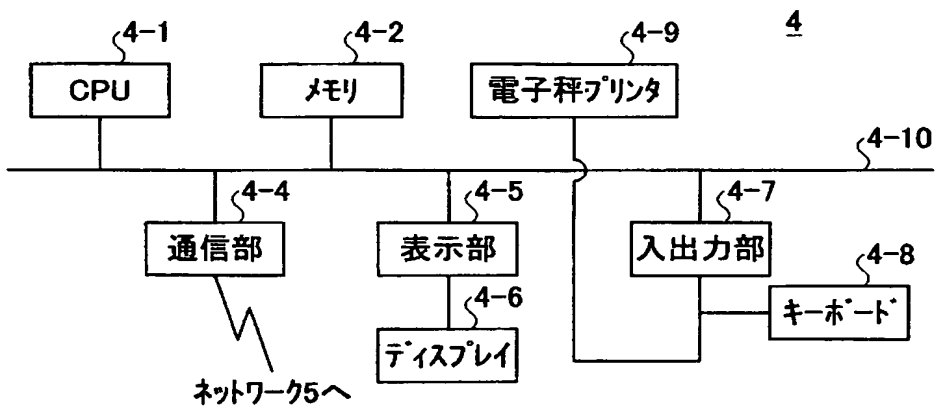 4
4-1
4-2
4-9
CPU
メモリ
電子秤プリンタ
4-10
4-4
4-5
4-7
通信部
表示部
入出力部
4-6
4-8
ディスプレイ
キーボード
ネットワーク5へ